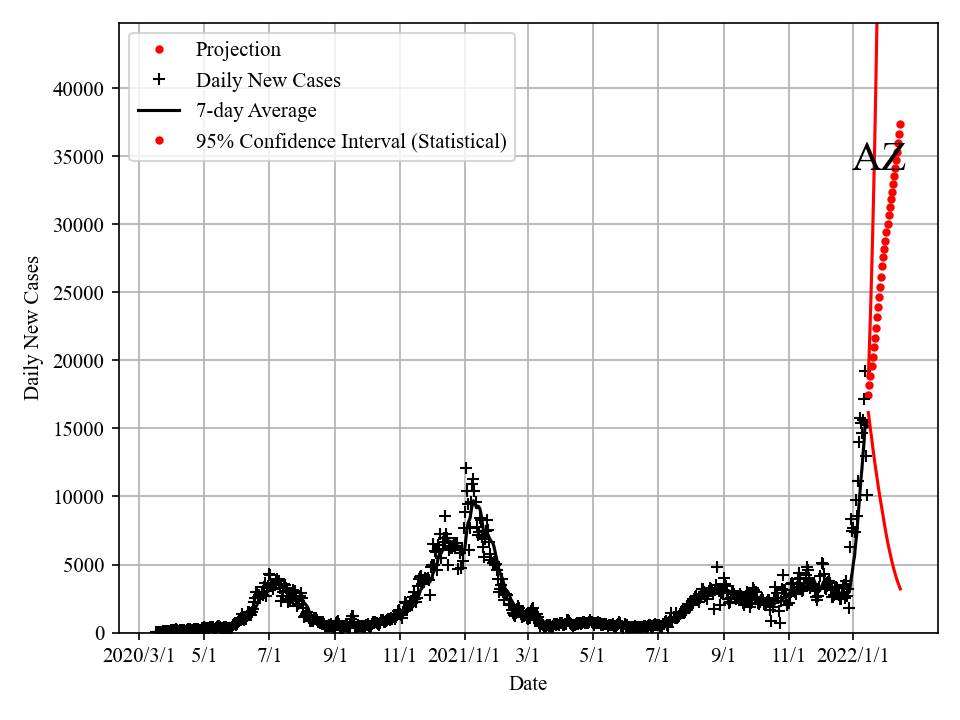 Projection
Daily New Cases
7-day Average
95% Confidence Interval (Statistical)
AZ
Daily New Cases
40000
35000
30000
25000
20000
15000
10000
5000
0
2020/3/1 5/1 7/1 9/1 11/1 2021/1/1 3/1 5/1 7/1 9/1 11/1 2022/1/1
Date